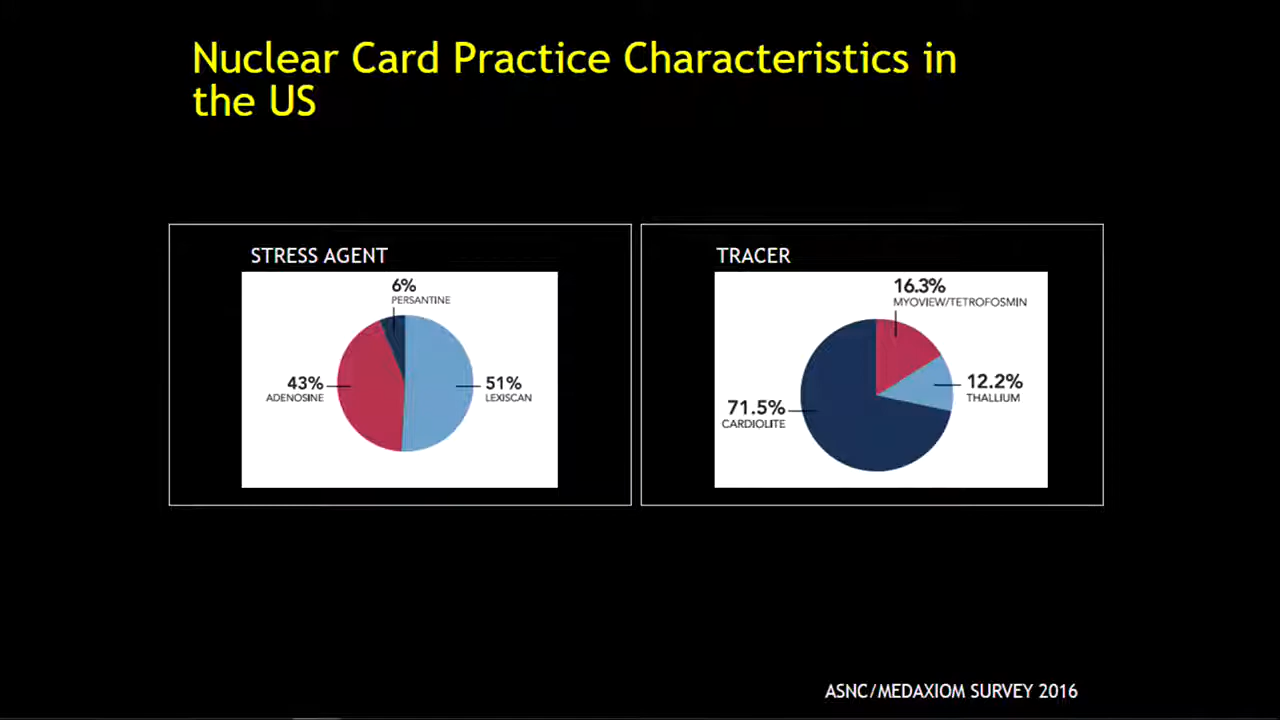 Nuclear Card Practice Characteristics in
the US
STRESS AGENT
6%
PERSANTINE
43%
ADENOSINE
51%
LEXISCAN
TRACER
16.3%
MYOVIEW/TETROFOSMIN
12.2%
THALLIUM
71.5%
CARDIOLITE
ASNC/MEDAXIOM SURVEY 2016